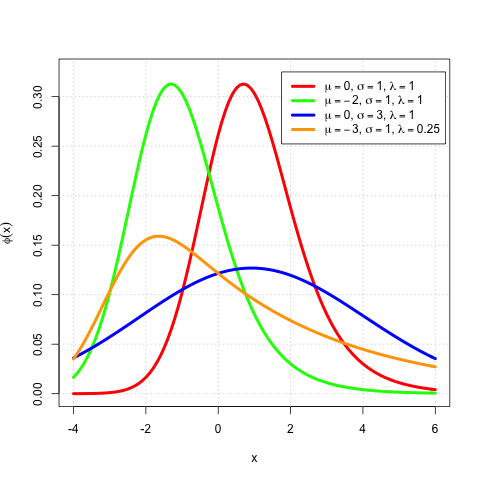 μ = 0, σ = 1, λ = 1
μ = −2, σ = 1, λ = 1
μ = 0, σ = 3, λ = 1
μ = −3, σ = 1, λ = 0.25
0.30
0.25
0.20
0.15
0.10
0.05
0.00
ϕ(x)
-4 -2 0 2 4 6
x